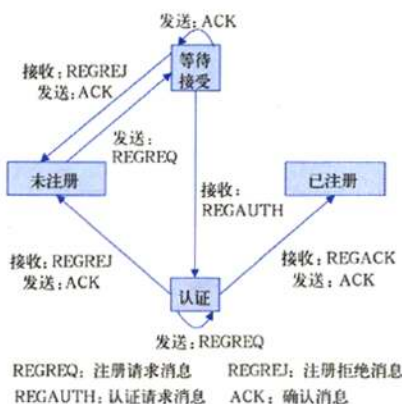 发送:ACK
等待
接受
接收:REGREJ
发送:ACK
发送:
REGREQ
未注册
已注册
接收:
REGAUTH
接收:REGREJ
发送:ACK
接收:REGACK
发送:ACK
认证
发送:REGREQ
REGREQ: 注册请求消息 REGREJ: 注册拒绝消息
REGAUTH: 认证请求消息 ACK: 确认消息